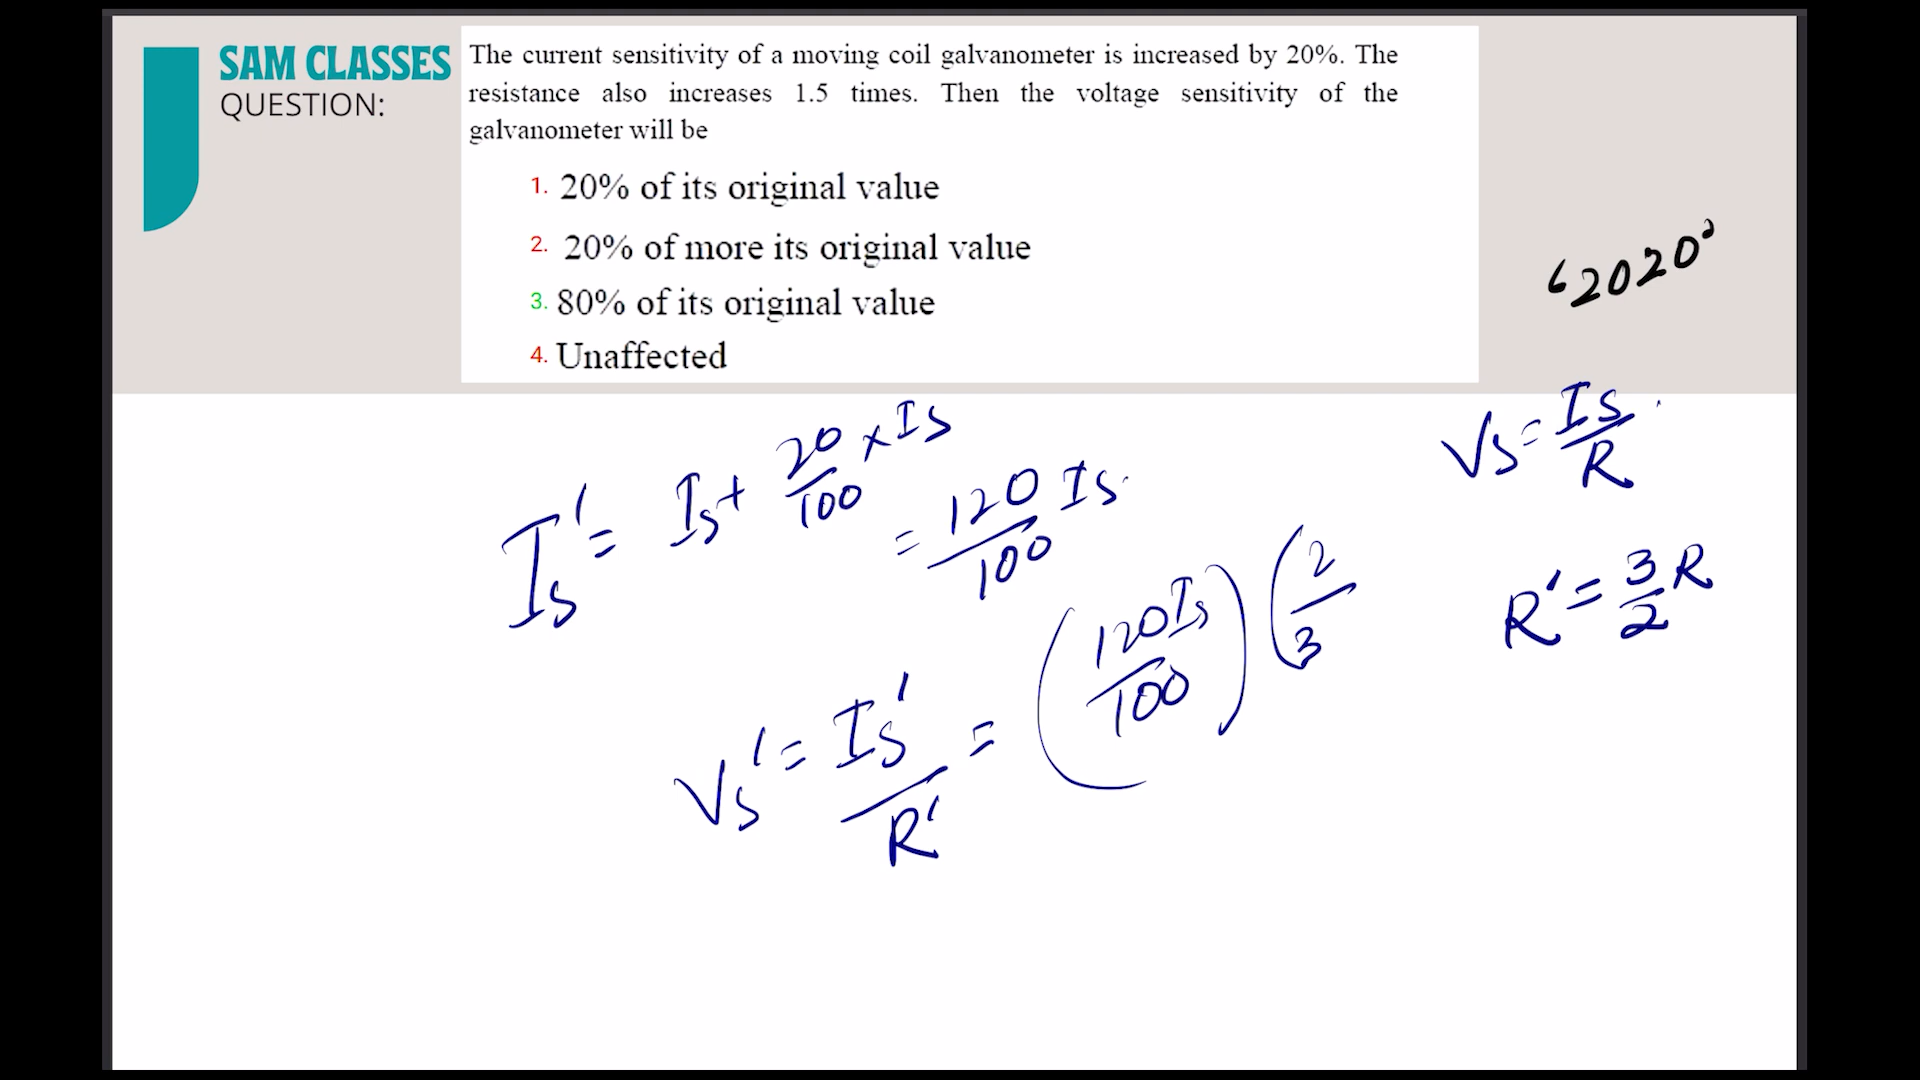 SAM CLASSES
QUESTION:
The current sensitivity of a moving coil galvanometer is increased by 20%. The
resistance also increases 1.5 times. Then the voltage sensitivity of the
galvanometer will be
1. 20% of its original value
2. 20% of more its original value
3. 80% of its original value
4. Unaffected
'2020'
Vs = Is/R
Is' = Is + 20/100 × Is
= 120/100 Is
R' = 3/2 R
Vs' = Is'/R' = (120Is/100) (2/3